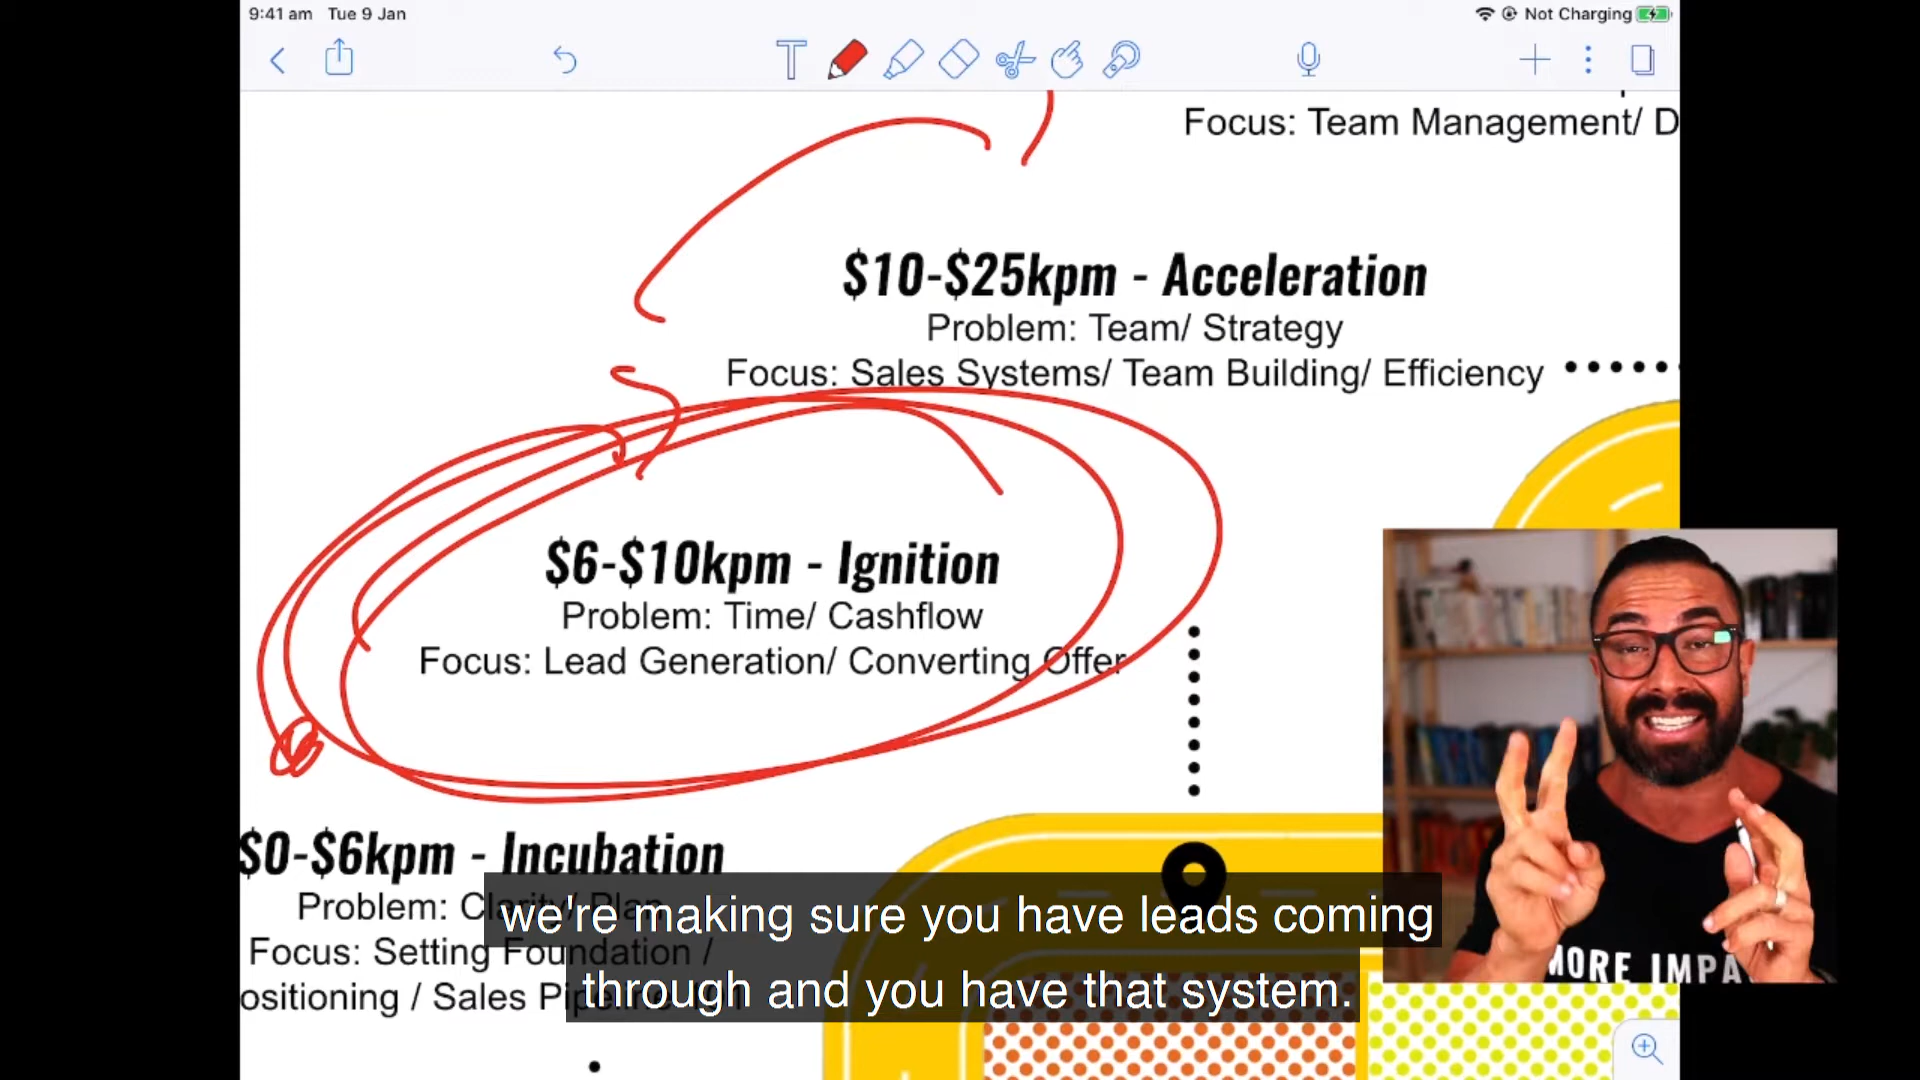 9:41 am Tue 9 Jan
Not Charging
Focus: Team Management/ D
$10-$25kpm - Acceleration
Problem: Team/ Strategy
Focus: Sales Systems/ Team Building/ Efficiency
$6-$10kpm - Ignition
Problem: Time/ Cashflow
Focus: Lead Generation/ Converting Offer
$0-$6kpm - Incubation
Problem: Clarity/ Plan
Focus: Setting Foundation /
ositioning / Sales Pipeline
we're making sure you have leads coming
through and you have that system.
MORE IMPA